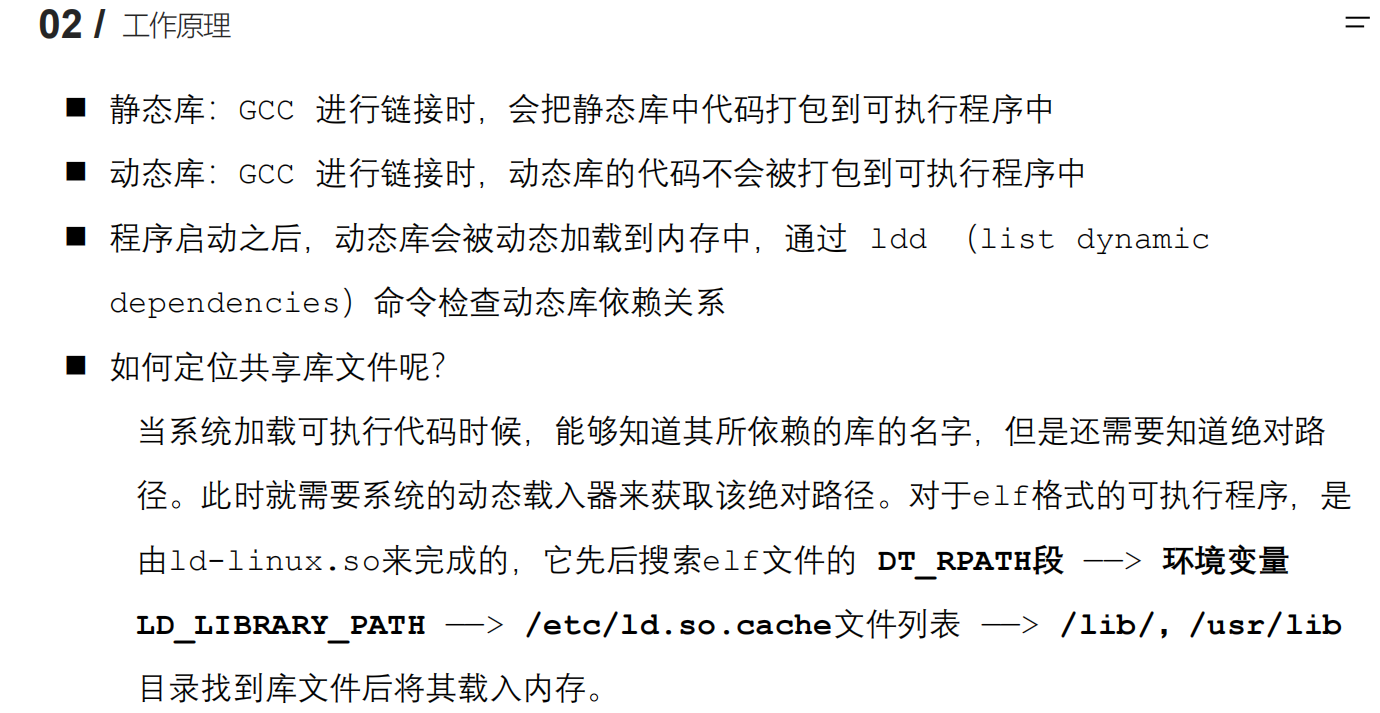 02 / 工作原理
■ 静态库：GCC 进行链接时，会把静态库中代码打包到可执行程序中
■ 动态库：GCC 进行链接时，动态库的代码不会被打包到可执行程序中
■ 程序启动之后，动态库会被动态加载到内存中，通过 ldd （list dynamic
dependencies）命令检查动态库依赖关系
■ 如何定位共享库文件呢？
当系统加载可执行代码时候，能够知道其所依赖的库的名字，但是还需要知道绝对路
径。此时就需要系统的动态载入器来获取该绝对路径。对于elf格式的可执行程序，是
由ld-linux.so来完成的，它先后搜索elf文件的 DT_RPATH段 ——> 环境变量
LD_LIBRARY_PATH ——> /etc/ld.so.cache文件列表 ——> /lib/，/usr/lib
目录找到库文件后将其载入内存。